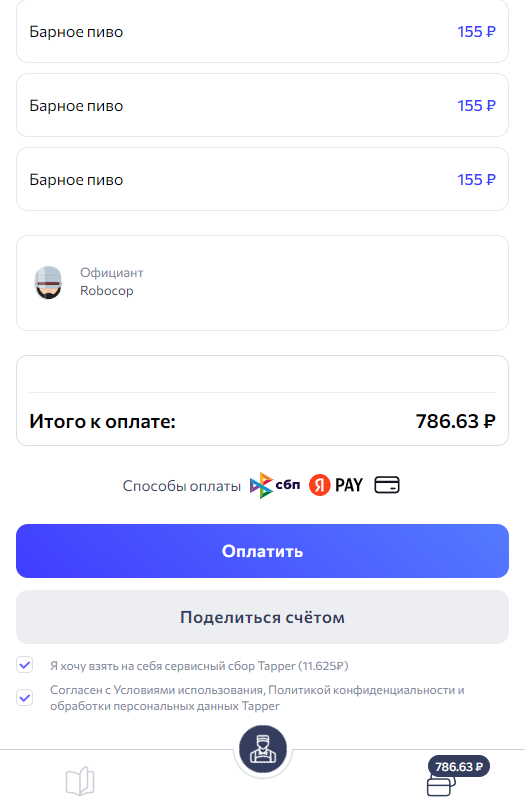 Барное пиво 155 ₽
Барное пиво 155 ₽
Барное пиво 155 ₽
Официант
Robocop
Итого к оплате: 786.63 ₽
Способы оплаты сбп Я PAY
Оплатить
Поделиться счётом
Я хочу взять на себя сервисный сбор Tapper (11.625₽)
Согласен с Условиями использования, Политикой конфиденциальности и
обработки персональных данных Tapper
786.63 ₽